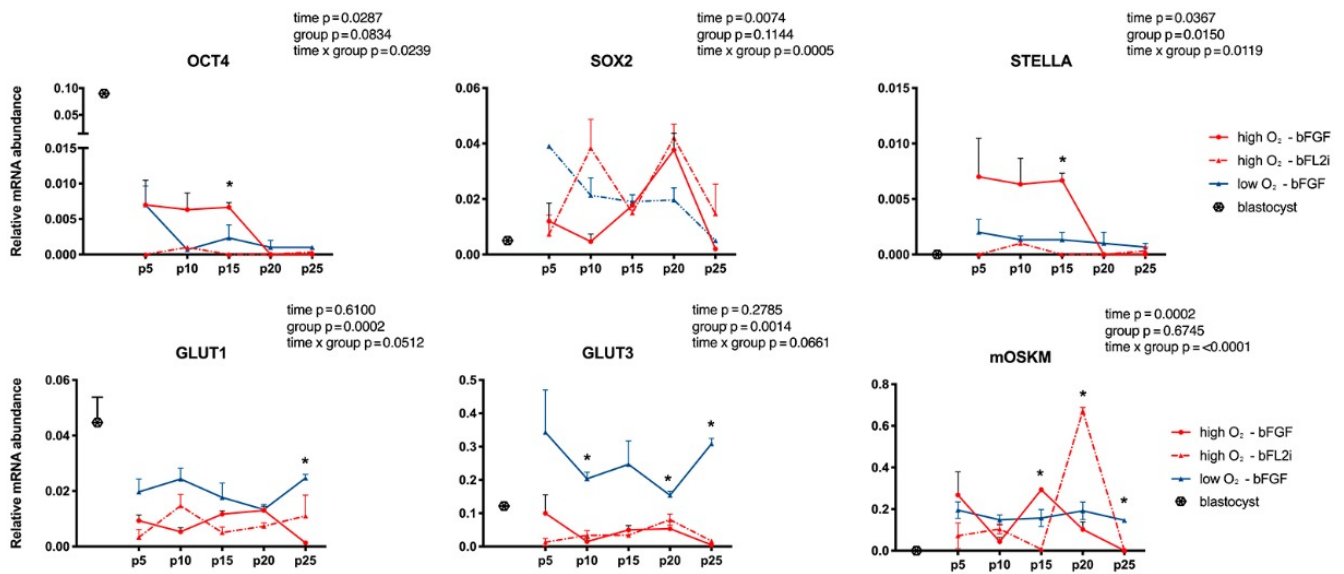 time p=0.0287
group p=0.0834
time x group p=0.0239
OCT4
time p=0.0074
group p=0.1144
time x group p=0.0005
SOX2
time p=0.0367
group p=0.0150
time x group p=0.0119
STELLA
Relative mRNA abundance
0.10
0.05
0.015
0.010
0.005
0.000
p5 p10 p15 p20 p25
*
0.06
0.04
0.02
0.00
p5 p10 p15 p20 p25
0.015
0.010
0.005
0.000
p5 p10 p15 p20 p25
*
high O₂ - bFGF
high O₂ - bFL2i
low O₂ - bFGF
blastocyst
time p=0.6100
group p=0.0002
time x group p=0.0512
GLUT1
time p=0.2785
group p=0.0014
time x group p=0.0661
GLUT3
time p=0.0002
group p=0.6745
time x group p=<0.0001
mOSKM
Relative mRNA abundance
0.06
0.04
0.02
0.00
p5 p10 p15 p20 p25
*
0.5
0.4
0.3
0.2
0.1
0.0
p5 p10 p15 p20 p25
* * *
0.8
0.6
0.4
0.2
0.0
p5 p10 p15 p20 p25
* * *
high O₂ - bFGF
high O₂ - bFL2i
low O₂ - bFGF
blastocyst